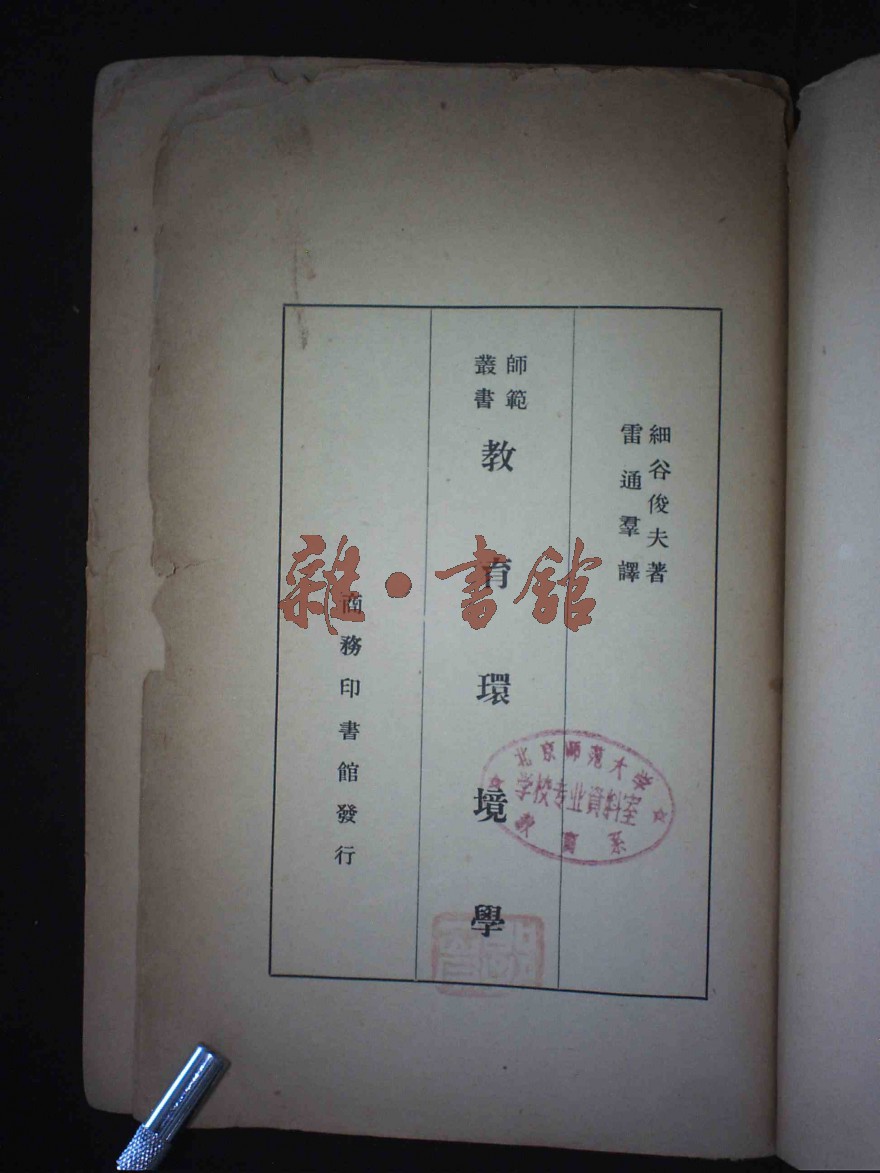 細谷俊夫著
雷通羣譯
師範
叢書
教育環境學
商務印書館發行
雜·書館
北京师范大学
学校专业資料室
教育系